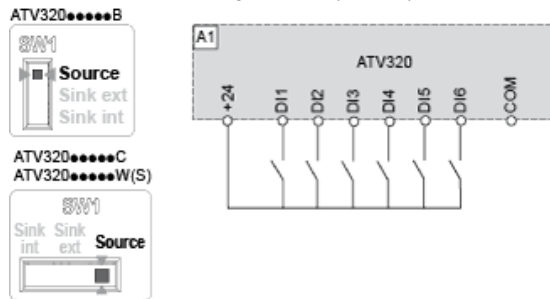 ATV320●●●●●B
SW1
Source
Sink ext
Sink int
ATV320●●●●●C
ATV320●●●●●W(S)
SW1
Sink int
Sink ext
Source
A1
ATV320
+24
DI1
DI2
DI3
DI4
DI5
DI6
COM